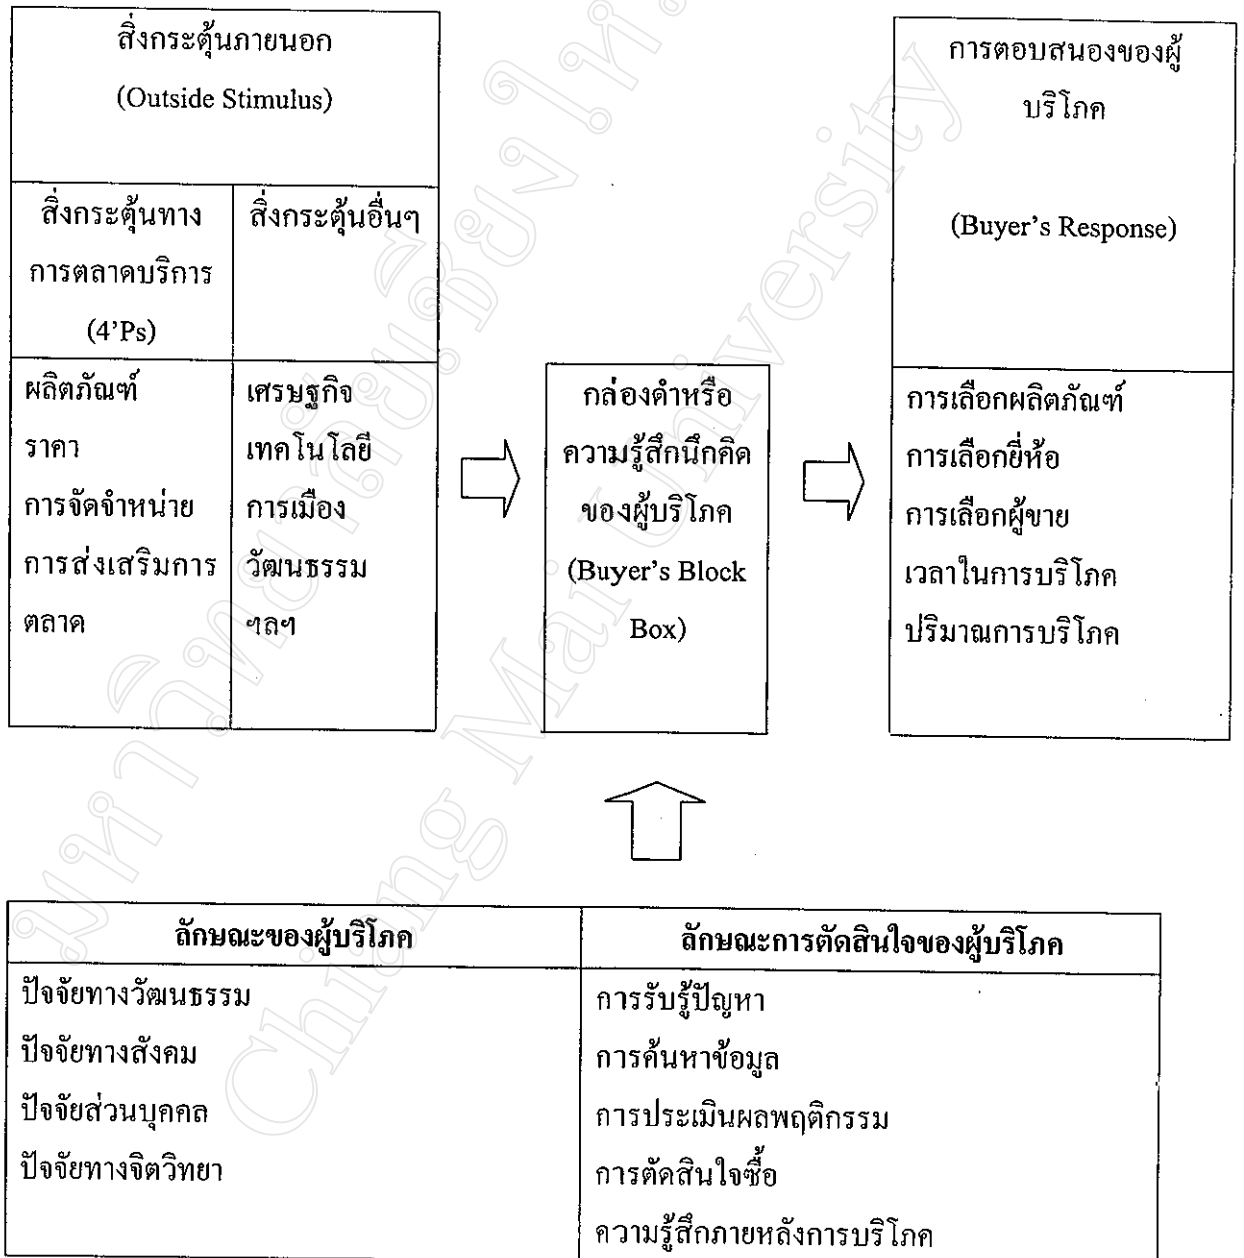 สิ่งกระตุ้นภายนอก
(Outside Stimulus)
สิ่งกระตุ้นทาง
การตลาดบริการ
(4'Ps)
สิ่งกระตุ้นอื่นๆ
ผลิตภัณฑ์
ราคา
การจัดจำหน่าย
การส่งเสริมการ
ตลาด
เศรษฐกิจ
เทคโนโลยี
การเมือง
วัฒนธรรม
ฯลฯ
กล่องดำหรือ
ความรู้สึกนึกคิด
ของผู้บริโภค
(Buyer's Block
Box)
การตอบสนองของผู้
บริโภค
(Buyer's Response)
การเลือกผลิตภัณฑ์
การเลือกยี่ห้อ
การเลือกผู้ขาย
เวลาในการบริโภค
ปริมาณการบริโภค
ลักษณะของผู้บริโภค
ปัจจัยทางวัฒนธรรม
ปัจจัยทางสังคม
ปัจจัยส่วนบุคคล
ปัจจัยทางจิตวิทยา
ลักษณะการตัดสินใจของผู้บริโภค
การรับรู้ปัญหา
การค้นหาข้อมูล
การประเมินผลพฤติกรรม
การตัดสินใจซื้อ
ความรู้สึกภายหลังการบริโภค
มหาวิทยาลัยเชียงใหม่
Chiang Mai University